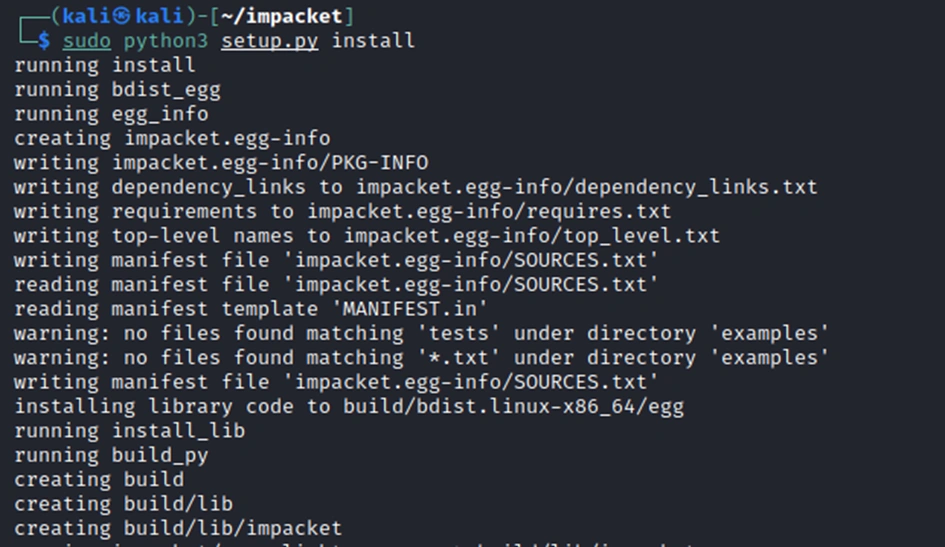 ┌──(kali㉿kali)-[~/impacket]
└─$ sudo python3 setup.py install
running install
running bdist_egg
running egg_info
creating impacket.egg-info
writing impacket.egg-info/PKG-INFO
writing dependency_links to impacket.egg-info/dependency_links.txt
writing requirements to impacket.egg-info/requires.txt
writing top-level names to impacket.egg-info/top_level.txt
writing manifest file 'impacket.egg-info/SOURCES.txt'
reading manifest file 'impacket.egg-info/SOURCES.txt'
reading manifest template 'MANIFEST.in'
warning: no files found matching 'tests' under directory 'examples'
warning: no files found matching '*.txt' under directory 'examples'
writing manifest file 'impacket.egg-info/SOURCES.txt'
installing library code to build/bdist.linux-x86_64/egg
running install_lib
running build_py
creating build
creating build/lib
creating build/lib/impacket